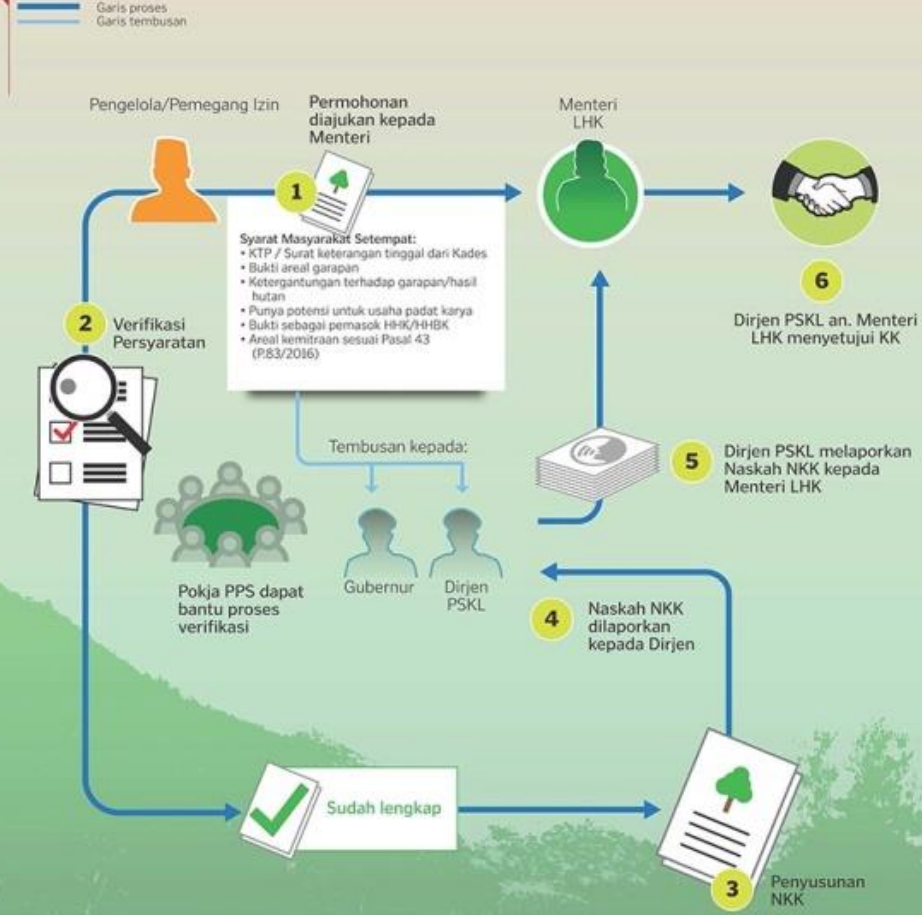 Garis proses
Garis tembusan
Pengelola/Pemegang Izin
Permohonan
diajukan kepada
Menteri
Menteri
LHK
1
Syarat Masyarakat Setempat:
• KTP / Surat keterangan tinggal dari Kades
• Bukti areal garapan
• Ketergantungan terhadap garapan/hasil
hutan
• Punya potensi untuk usaha padat karya
• Bukti sebagai pemasok HHK/HHBK
• Areal kemitraan sesuai Pasal 43
(P.83/2016)
6
Dirjen PSKL an. Menteri
LHK menyetujui KK
2
Verifikasi
Persyaratan
Tembusan kepada:
Gubernur
Dirjen
PSKL
5
Dirjen PSKL melaporkan
Naskah NKK kepada
Menteri LHK
Pokja PPS dapat
bantu proses
verifikasi
4
Naskah NKK
dilaporkan
kepada Dirjen
Sudah lengkap
3
Penyusunan
NKK